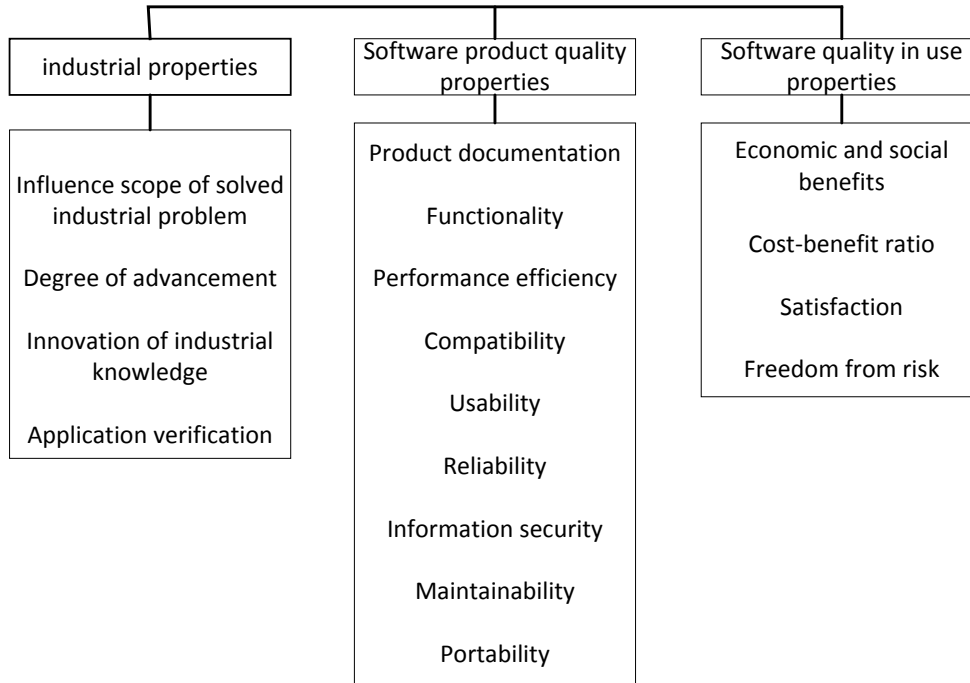 industrial properties
Software product quality
properties
Software quality in use
properties
Influence scope of solved
industrial problem
Degree of advancement
Innovation of industrial
knowledge
Application verification
Product documentation
Functionality
Performance efficiency
Compatibility
Usability
Reliability
Information security
Maintainability
Portability
Economic and social
benefits
Cost-benefit ratio
Satisfaction
Freedom from risk